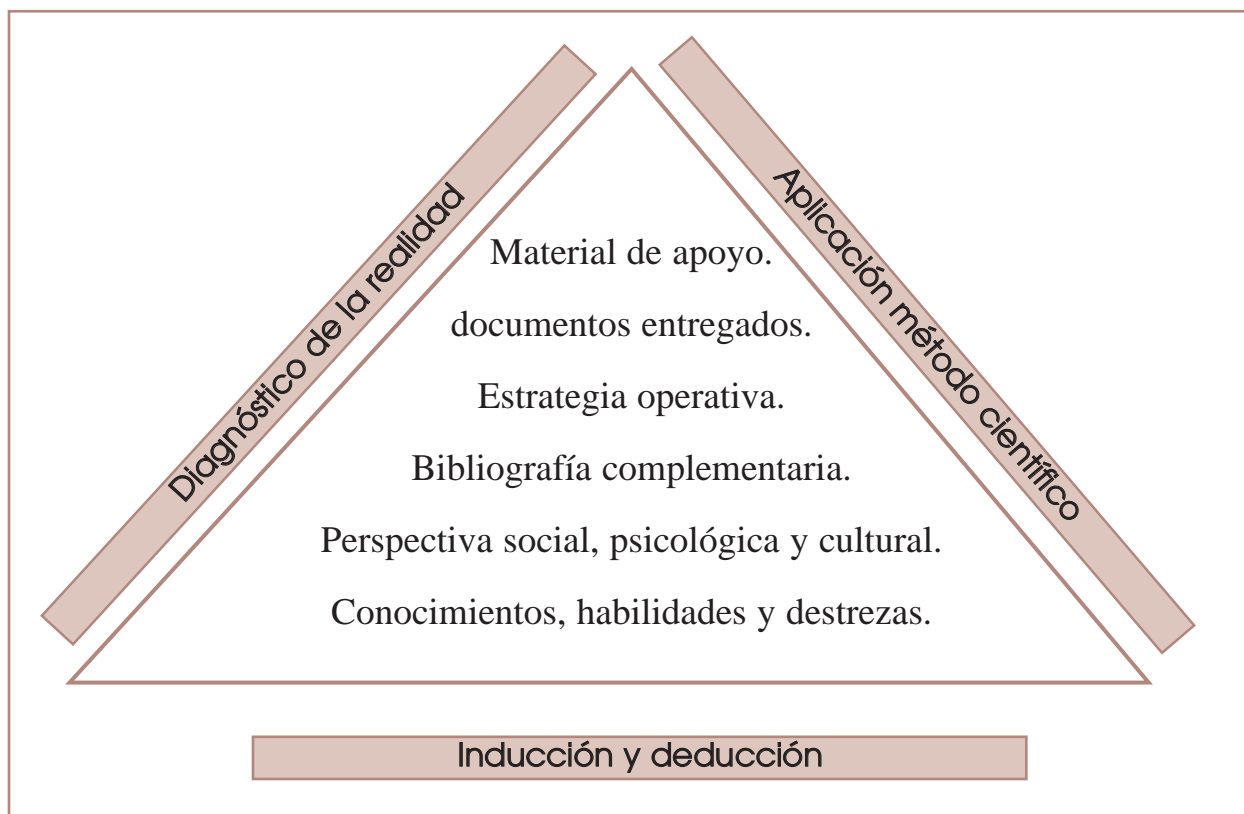 Diagnóstico de la realidad
Aplicación método científico
Material de apoyo.
documentos entregados.
Estrategia operativa.
Bibliografía complementaria.
Perspectiva social, psicológica y cultural.
Conocimientos, habilidades y destrezas.
Inducción y deducción